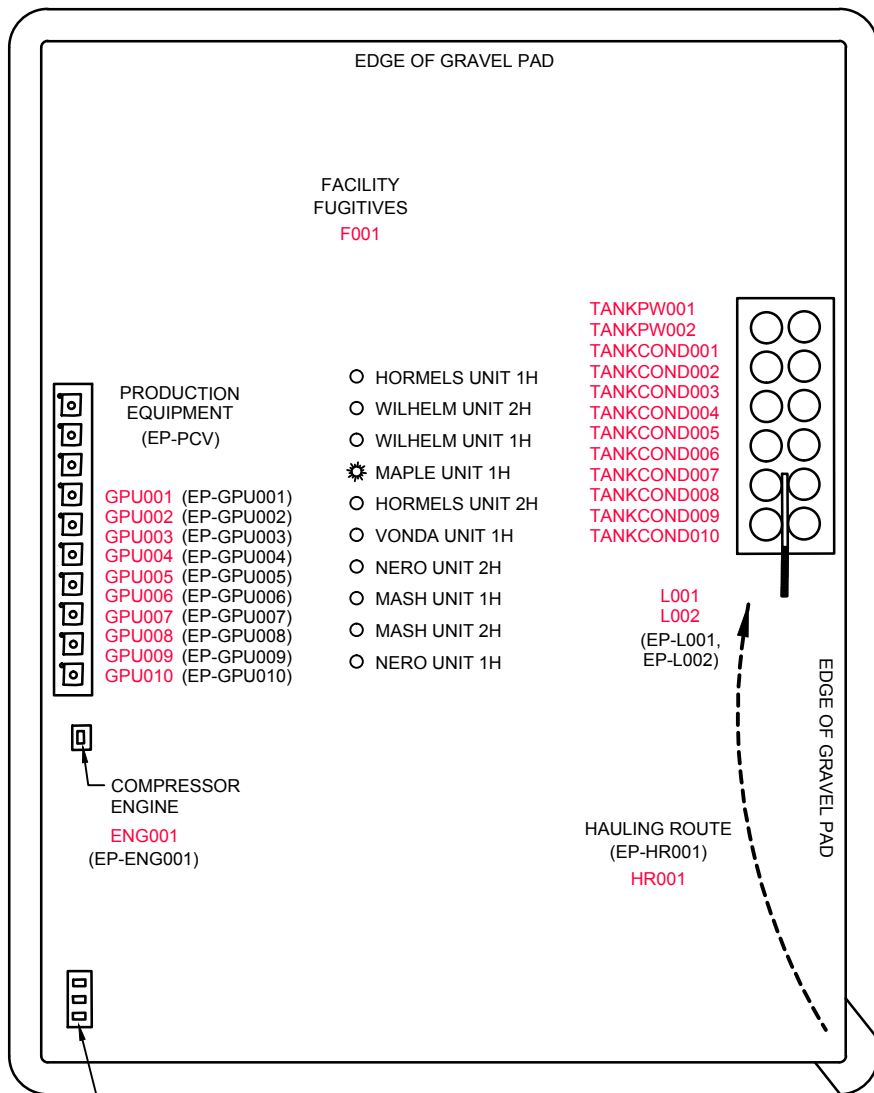 EDGE OF GRAVEL PAD
FACILITY
FUGITIVES
F001
TANKPW001
TANKPW002
TANKCOND001
TANKCOND002
TANKCOND003
TANKCOND004
TANKCOND005
TANKCOND006
TANKCOND007
TANKCOND008
TANKCOND009
TANKCOND010
PRODUCTION
EQUIPMENT
(EP-PCV)
HORMELS UNIT 1H
WILHELM UNIT 2H
WILHELM UNIT 1H
MAPLE UNIT 1H
HORMELS UNIT 2H
VONDA UNIT 1H
NERO UNIT 2H
MASH UNIT 1H
MASH UNIT 2H
NERO UNIT 1H
GPU001 (EP-GPU001)
GPU002 (EP-GPU002)
GPU003 (EP-GPU003)
GPU004 (EP-GPU004)
GPU005 (EP-GPU005)
GPU006 (EP-GPU006)
GPU007 (EP-GPU007)
GPU008 (EP-GPU008)
GPU009 (EP-GPU009)
GPU010 (EP-GPU010)
L001
L002
(EP-L001,
EP-L002)
EDGE OF GRAVEL PAD
COMPRESSOR
ENGINE
ENG001
(EP-ENG001)
HAULING ROUTE
(EP-HR001)
HR001